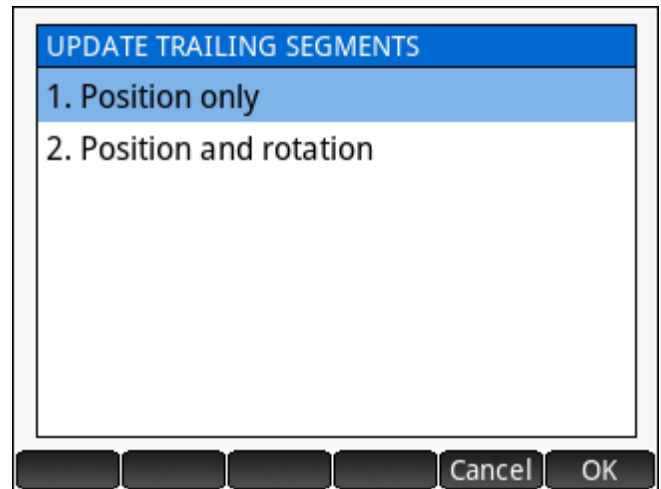 UPDATE TRAILING SEGMENTS
1. Position only
2. Position and rotation
Cancel OK